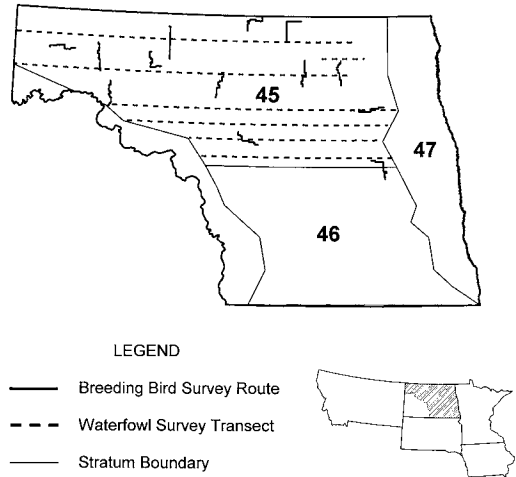 45
47
46
LEGEND
Breeding Bird Survey Route
Waterfowl Survey Transect
Stratum Boundary